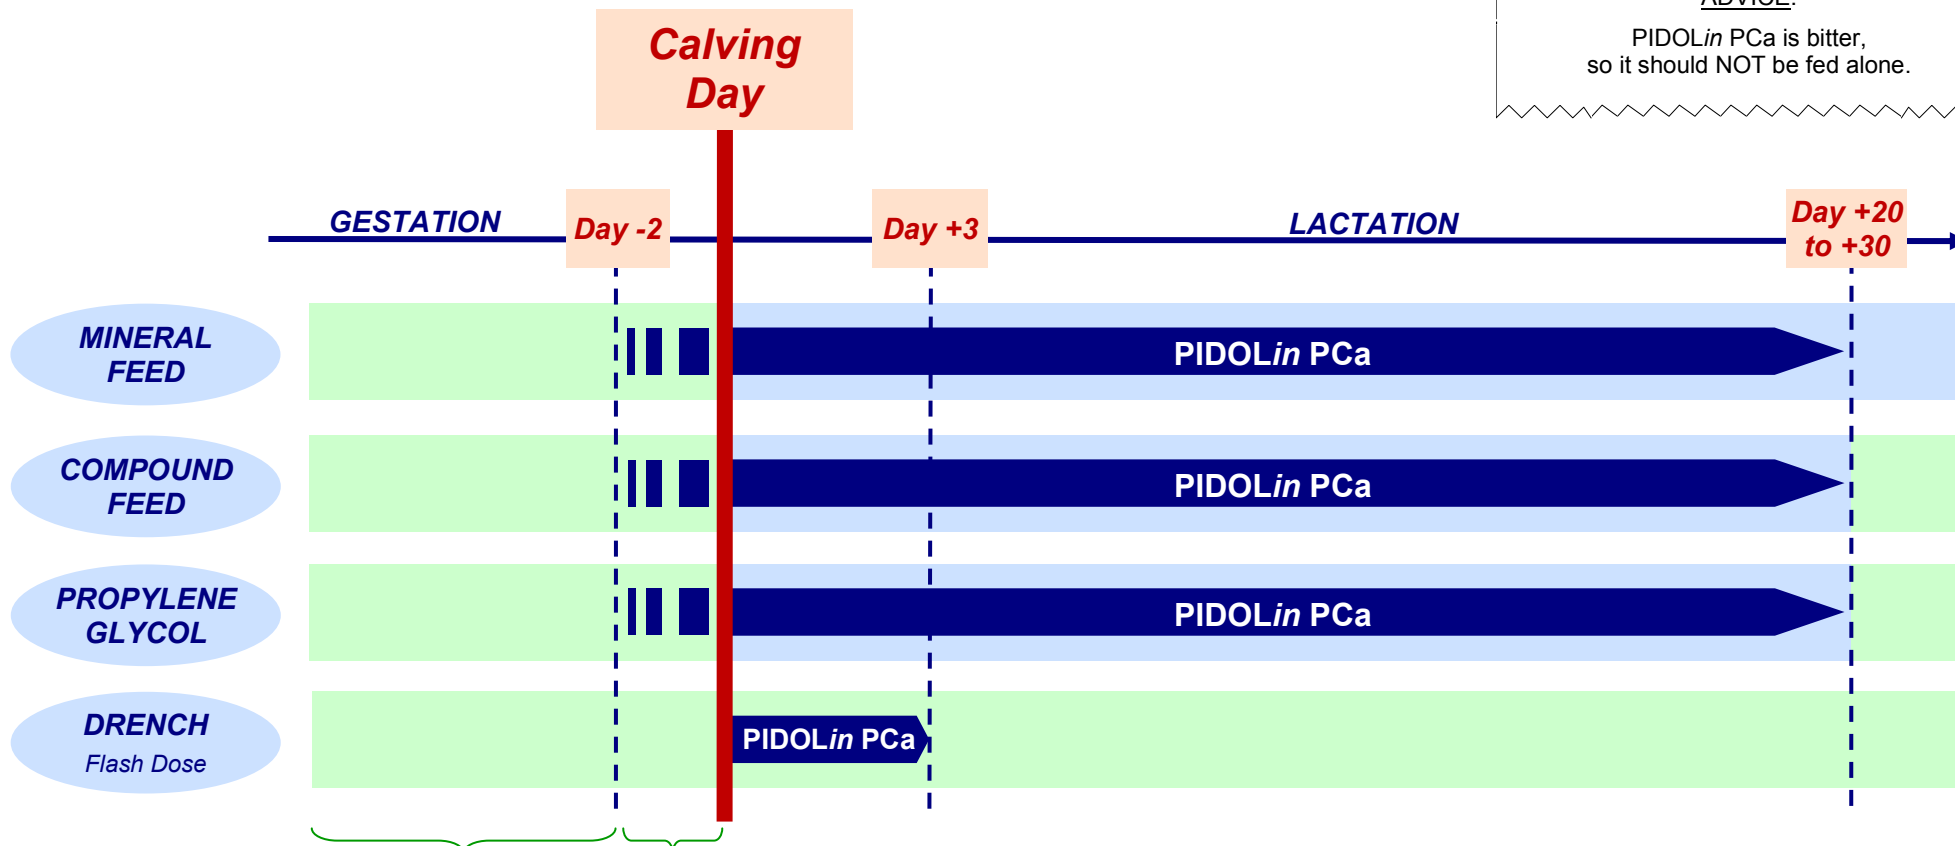 ADVICE:
PIDOLin PCa is bitter,
so it should NOT be fed alone.
Calving
Day
GESTATION
Day -2
Day +3
LACTATION
Day +20
to +30
MINERAL
FEED
PIDOLin PCa
COMPOUND
FEED
PIDOLin PCa
PROPYLENE
GLYCOL
PIDOLin PCa
DRENCH
Flash Dose
PIDOLin PCa